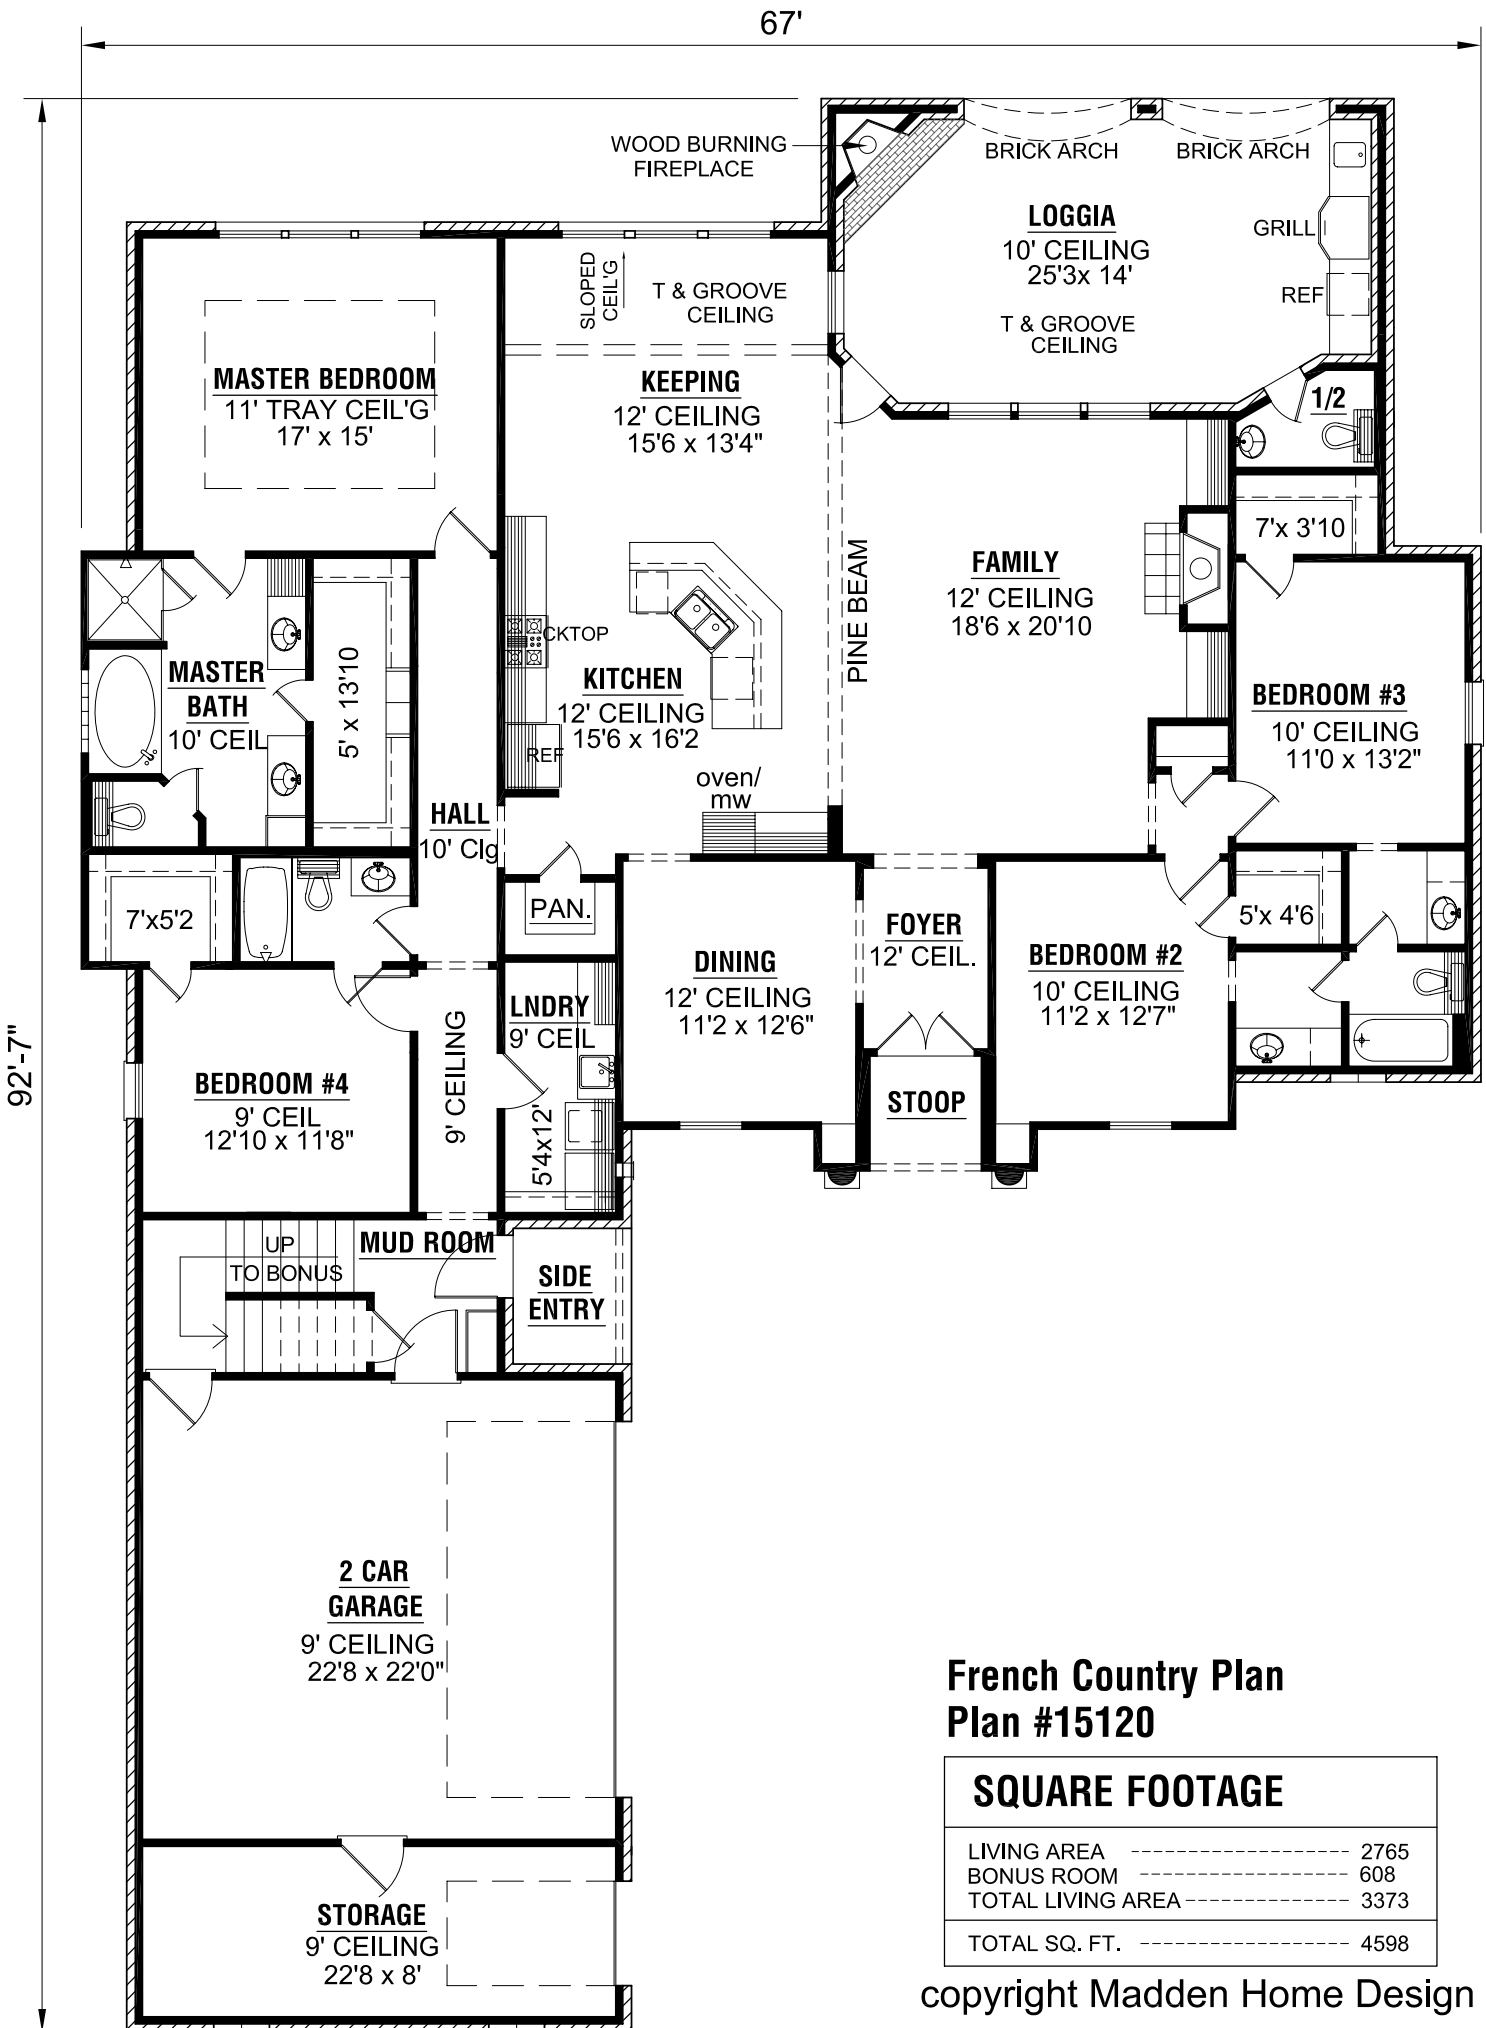 67'
92'-7"
WOOD BURNING
FIREPLACE
BRICK ARCH
BRICK ARCH
LOGGIA
10' CEILING
25'3x 14'
T & GROOVE
CEILING
GRILL
REF
SLOPED
CEIL'G
T & GROOVE
CEILING
MASTER BEDROOM
11' TRAY CEIL'G
17' x 15'
KEEPING
12' CEILING
15'6 x 13'4"
1/2
7'x 3'10
PINE BEAM
FAMILY
12' CEILING
18'6 x 20'10
CKTOP
KITCHEN
12' CEILING
15'6 x 16'2
REF
oven/
mw
MASTER
BATH
10' CEIL
5' x 13'10
BEDROOM #3
10' CEILING
11'0 x 13'2"
HALL
10' Clg
7'x5'2
PAN.
DINING
12' CEILING
11'2 x 12'6"
FOYER
12' CEIL.
BEDROOM #2
10' CEILING
11'2 x 12'7"
5'x 4'6
LNDRY
9' CEIL
5'4x12'
9' CEILING
BEDROOM #4
9' CEIL
12'10 x 11'8"
STOOP
UP
TO BONUS
MUD ROOM
SIDE
ENTRY
2 CAR
GARAGE
9' CEILING
22'8 x 22'0"
STORAGE
9' CEILING
22'8 x 8'
French Country Plan
Plan #15120
SQUARE FOOTAGE
LIVING AREA -------------------- 2765
BONUS ROOM ------------------- 608
TOTAL LIVING AREA --------------- 3373
TOTAL SQ. FT. ------------------- 4598
copyright Madden Home Design